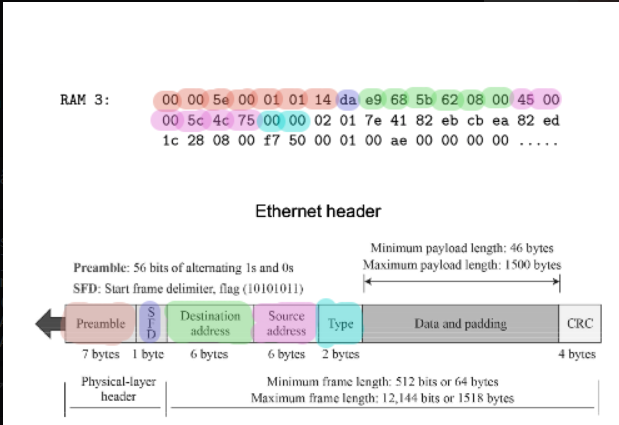 RAM 3: 00 00 5e 00 01 01 14 da e9 68 5b 62 08 00 45 00
00 5c 4c 75 00 00 02 01 7e 41 82 eb cb ea 82 ed
1c 28 08 00 f7 50 00 01 00 ae 00 00 00 00 .....
Ethernet header
Minimum payload length: 46 bytes
Maximum payload length: 1500 bytes
Preamble: 56 bits of alternating 1s and 0s
SFD: Start frame delimiter, flag (10101011)
Preamble SFD Destination address Source address Type Data and padding CRC
7 bytes 1 byte 6 bytes 6 bytes 2 bytes 4 bytes
Physical-layer header
Minimum frame length: 512 bits or 64 bytes
Maximum frame length: 12,144 bits or 1518 bytes